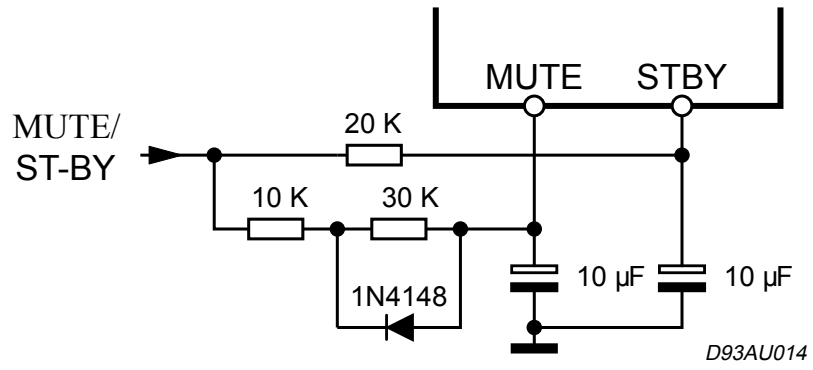 MUTE STBY
MUTE/
ST-BY
20 K
10 K 30 K
1N4148
10 µF 10 µF
D93AU014